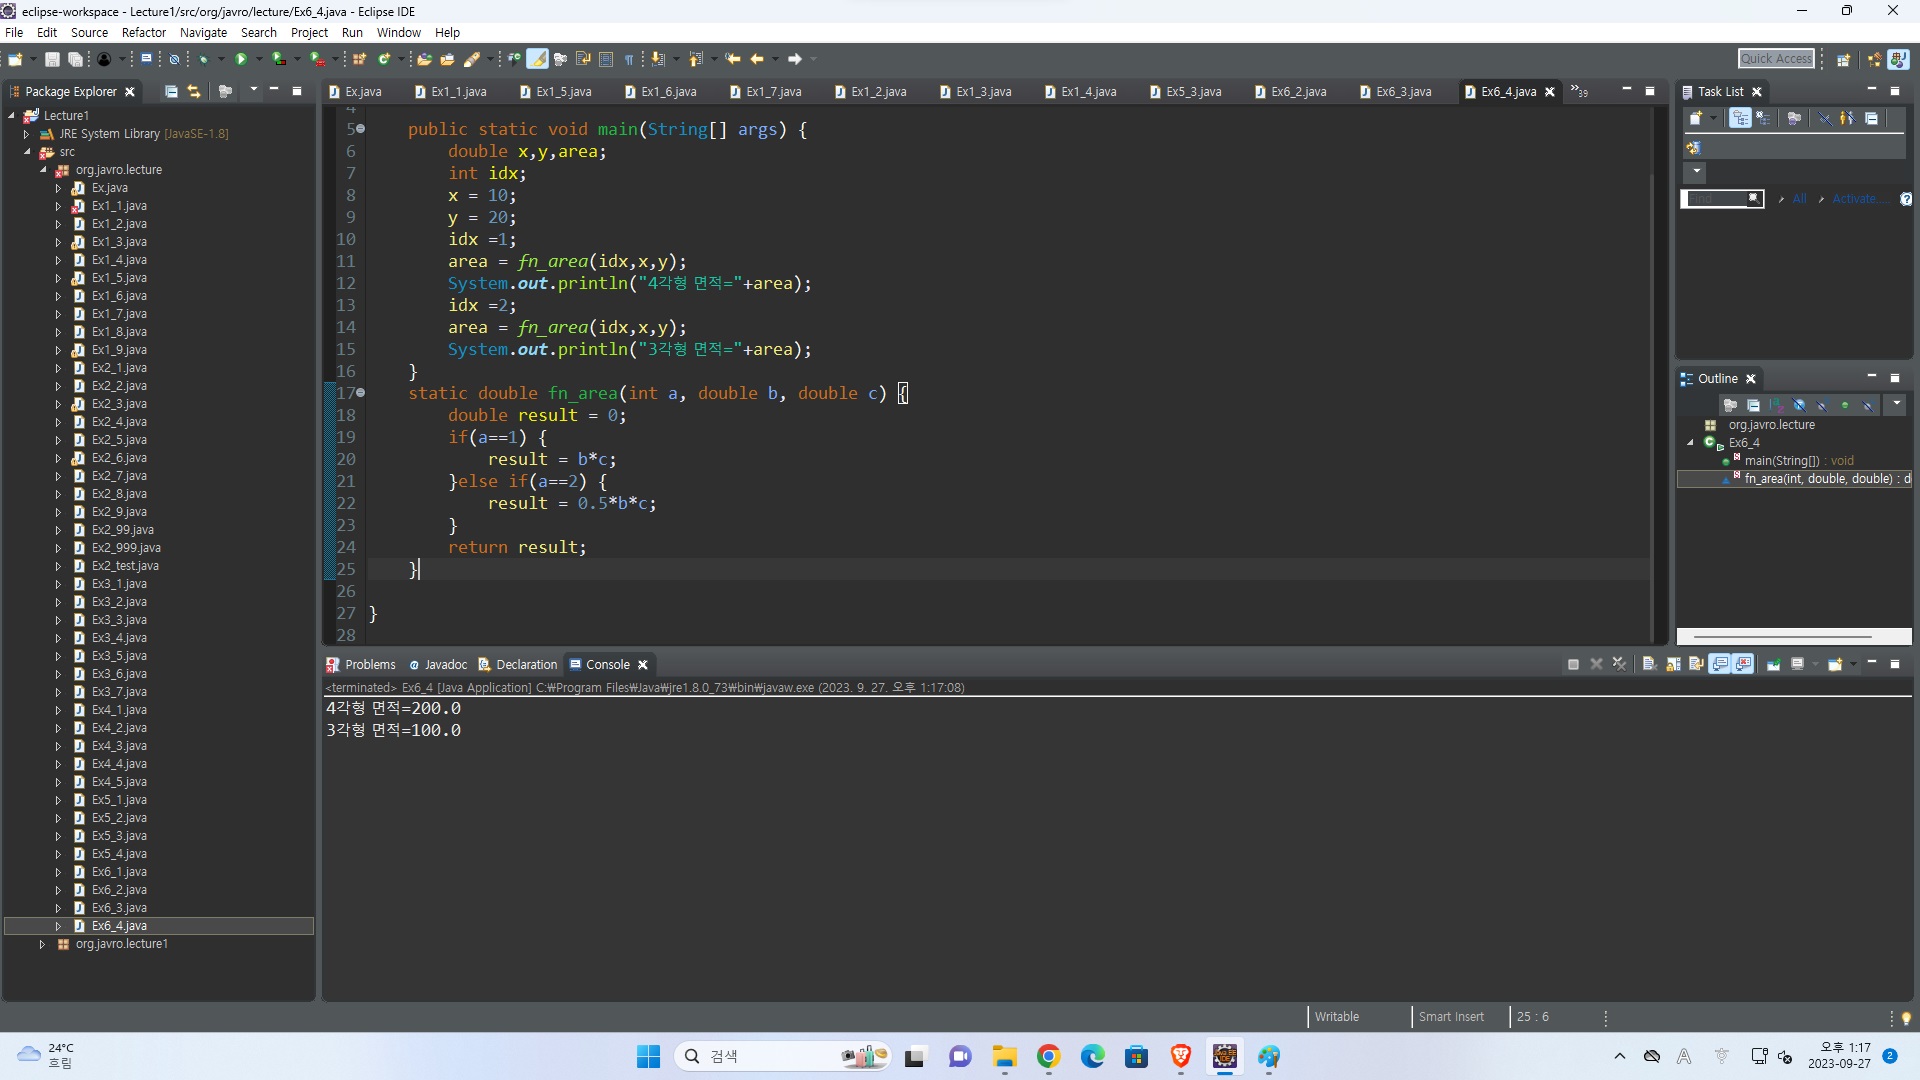 eclipse-workspace - Lecture1/src/org/javro/lecture/Ex6_4.java - Eclipse IDE
File Edit Source Refactor Navigate Search Project Run Window Help
Quick Access
Package Explorer
Ex.java Ex1_1.java Ex1_5.java Ex1_6.java Ex1_7.java Ex1_2.java Ex1_3.java Ex1_4.java Ex5_3.java Ex6_2.java Ex6_3.java Ex6_4.java »39
Lecture1
JRE System Library [JavaSE-1.8]
src
org.javro.lecture
Ex.java
Ex1_1.java
Ex1_2.java
Ex1_3.java
Ex1_4.java
Ex1_5.java
Ex1_6.java
Ex1_7.java
Ex1_8.java
Ex1_9.java
Ex2_1.java
Ex2_2.java
Ex2_3.java
Ex2_4.java
Ex2_5.java
Ex2_6.java
Ex2_7.java
Ex2_8.java
Ex2_9.java
Ex2_99.java
Ex2_999.java
Ex2_test.java
Ex3_1.java
Ex3_2.java
Ex3_3.java
Ex3_4.java
Ex3_5.java
Ex3_6.java
Ex3_7.java
Ex4_1.java
Ex4_2.java
Ex4_3.java
Ex4_4.java
Ex4_5.java
Ex5_1.java
Ex5_2.java
Ex5_3.java
Ex5_4.java
Ex6_1.java
Ex6_2.java
Ex6_3.java
Ex6_4.java
org.javro.lecture1
4
5 public static void main(String[] args) {
6 double x,y,area;
7 int idx;
8 x = 10;
9 y = 20;
10 idx =1;
11 area = fn_area(idx,x,y);
12 System.out.println("4각형 면적="+area);
13 idx =2;
14 area = fn_area(idx,x,y);
15 System.out.println("3각형 면적="+area);
16 }
17 static double fn_area(int a, double b, double c) {
18 double result = 0;
19 if(a==1) {
20 result = b*c;
21 }else if(a==2) {
22 result = 0.5*b*c;
23 }
24 return result;
25 }
26
27 }
28
Problems Javadoc Declaration Console
<terminated> Ex6_4 [Java Application] C:₩Program Files₩Java₩jre1.8.0_73₩bin₩javaw.exe (2023. 9. 27. 오후 1:17:08)
4각형 면적=200.0
3각형 면적=100.0
Task List
Find All Activate...
Outline
org.javro.lecture
Ex6_4
main(String[]) : void
fn_area(int, double, double) : d
Writable Smart Insert 25 : 6
24°C
흐림
검색
A
오후 1:17
2023-09-27
2